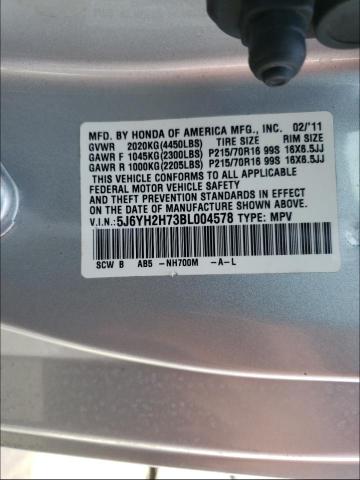 MFD. BY HONDA OF AMERICA MFG., INC. 02/'11
GVWR 2020KG(4450LBS) TIRE SIZE RIM SIZE
GAWR F 1045KG(2300LBS) P215/70R16 99S 16X6.5JJ
GAWR R 1000KG(2205LBS) P215/70R16 99S 16X6.5JJ
THIS VEHICLE CONFORMS TO ALL APPLICABLE
FEDERAL MOTOR VEHICLE SAFETY AND THEFT
PREVENTION STANDARDS IN EFFECT ON THE
DATE OF MANUFACTURE SHOWN ABOVE.
V.I.N.: 5J6YH2H73BL004578 TYPE: MPV
SCW B AB5 -NH700M -A-L